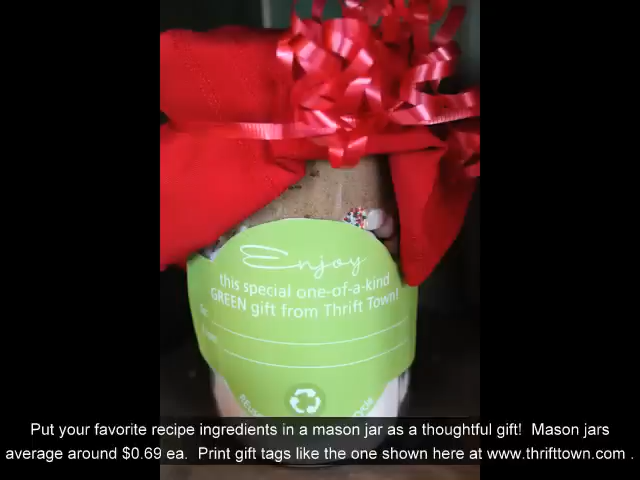 Enjoy
this special one-of-a-kind
GREEN gift from Thrift Town!
Put your favorite recipe ingredients in a mason jar as a thoughtful gift!  Mason jars
average around $0.69 ea.  Print gift tags like the one shown here at www.thrifttown.com .